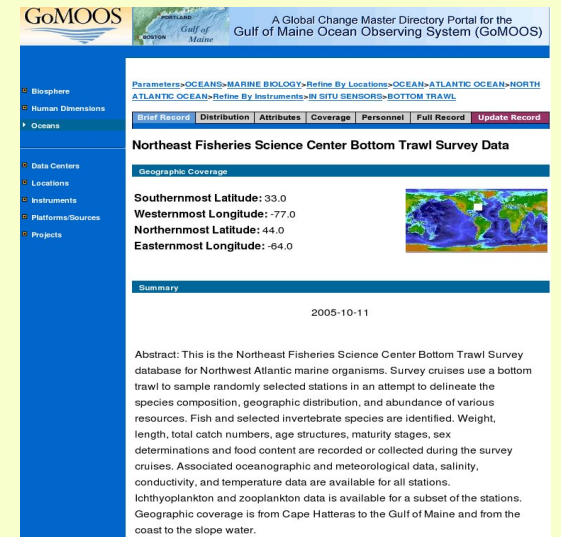 GoMOOS
PORTLAND
BOSTON
Gulf of
Maine
A Global Change Master Directory Portal for the
Gulf of Maine Ocean Observing System (GoMOOS)
Biosphere
Human Dimensions
Oceans
Data Centers
Locations
Instruments
Platforms/Sources
Projects
Parameters>OCEANS>MARINE BIOLOGY>Refine By Locations>OCEAN>ATLANTIC OCEAN>NORTH
ATLANTIC OCEAN>Refine By Instruments>IN SITU SENSORS>BOTTOM TRAWL
Brief Record Distribution Attributes Coverage Personnel Full Record Update Record
Northeast Fisheries Science Center Bottom Trawl Survey Data
Geographic Coverage
Southernmost Latitude: 33.0
Westernmost Longitude: -77.0
Northernmost Latitude: 44.0
Easternmost Longitude: -64.0
Summary
2005-10-11
Abstract: This is the Northeast Fisheries Science Center Bottom Trawl Survey
database for Northwest Atlantic marine organisms. Survey cruises use a bottom
trawl to sample randomly selected stations in an attempt to delineate the
species composition, geographic distribution, and abundance of various
resources. Fish and selected invertebrate species are identified. Weight,
length, total catch numbers, age structures, maturity stages, sex
determinations and food content are recorded or collected during the survey
cruises. Associated oceanographic and meteorological data, salinity,
conductivity, and temperature data are available for all stations.
Ichthyoplankton and zooplankton data is available for a subset of the stations.
Geographic coverage is from Cape Hatteras to the Gulf of Maine and from the
coast to the slope water.